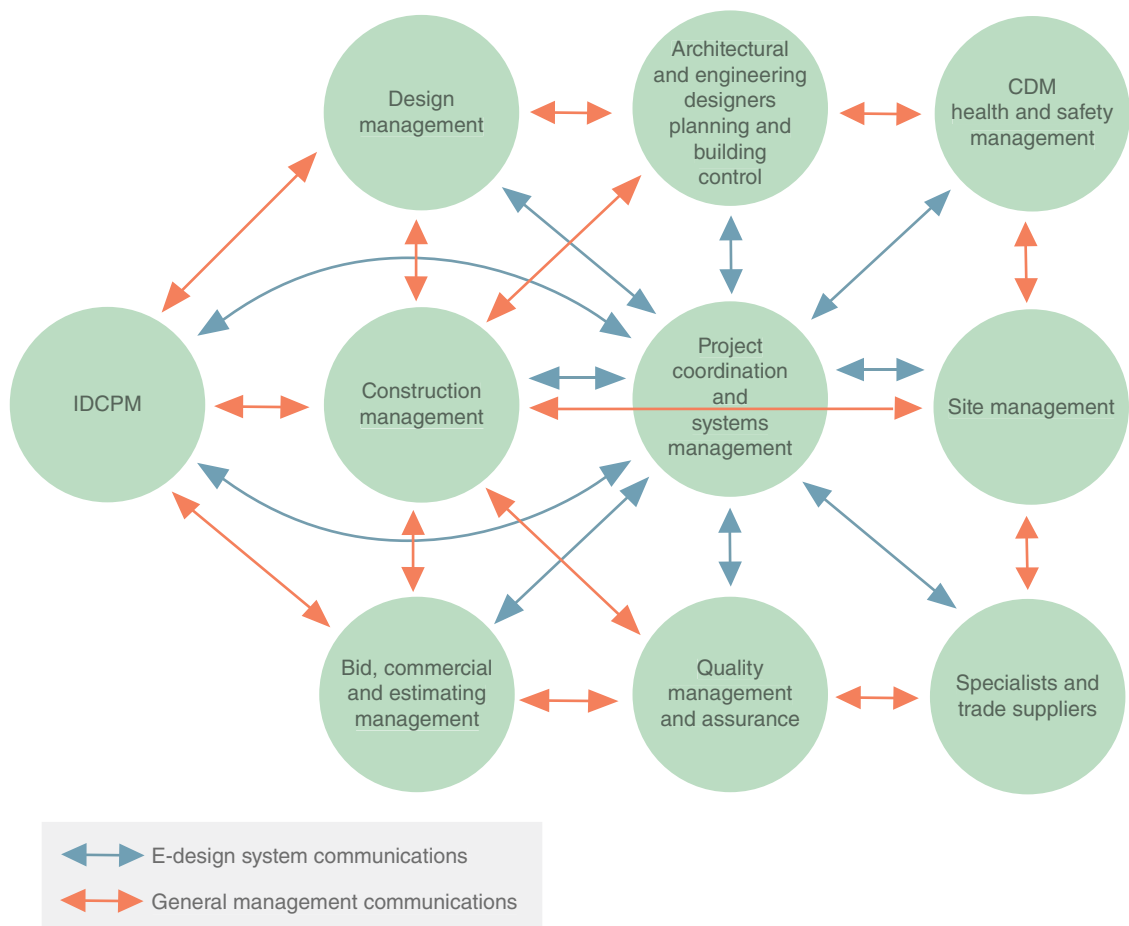 Design
management
Architectural
and engineering
designers
planning and
building
control
CDM
health and safety
management
IDCPM
Construction
management
Project
coordination
and
systems
management
Site management
Bid, commercial
and estimating
management
Quality
management
and assurance
Specialists and
trade suppliers
E-design system communications
General management communications